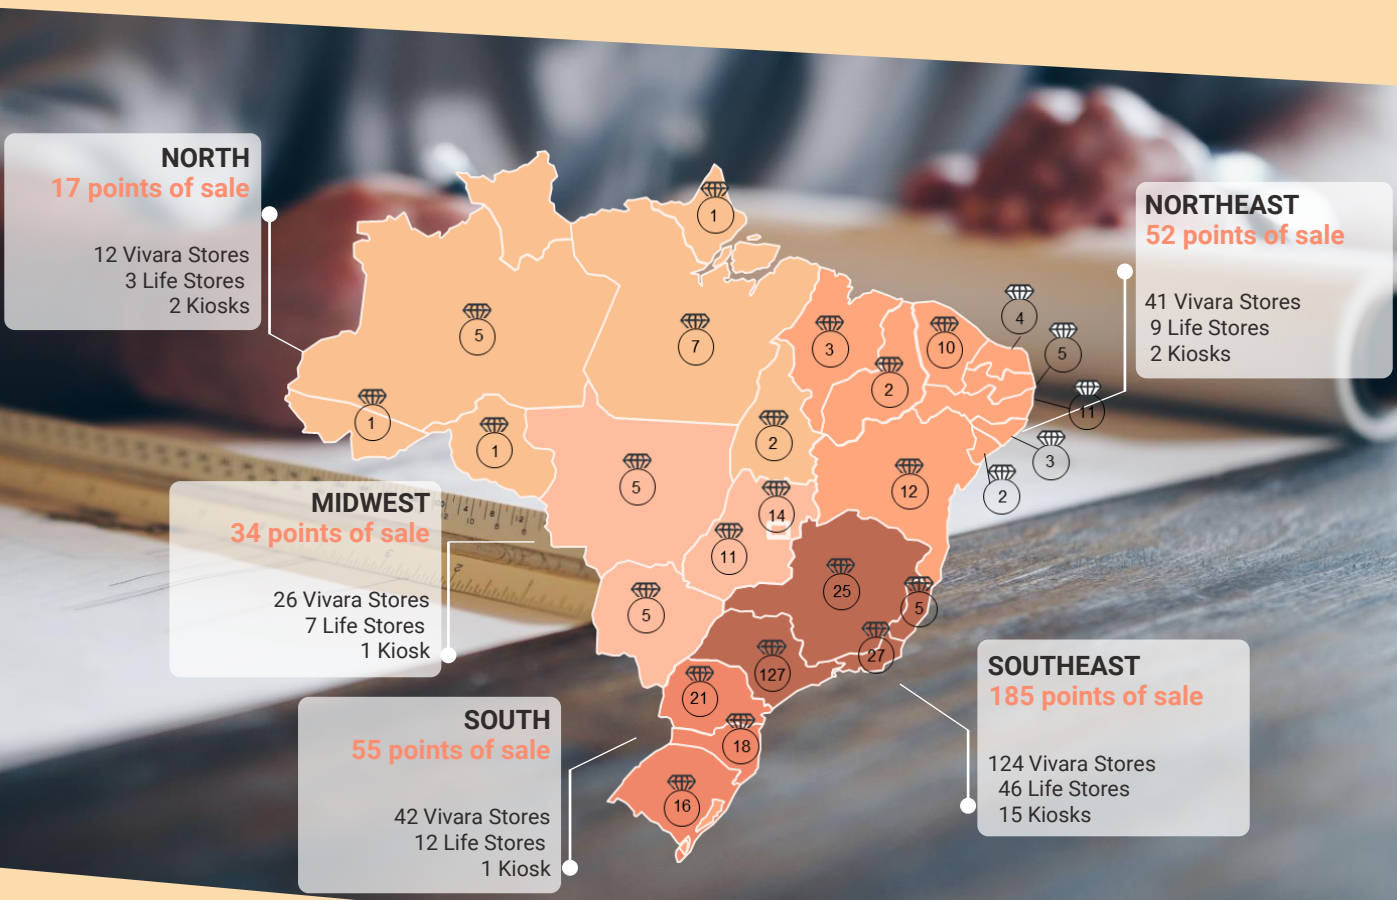 NORTH
17 points of sale
12 Vivara Stores
3 Life Stores
2 Kiosks
NORTHEAST
52 points of sale
41 Vivara Stores
9 Life Stores
2 Kiosks
MIDWEST
34 points of sale
26 Vivara Stores
7 Life Stores
1 Kiosk
SOUTH
55 points of sale
42 Vivara Stores
12 Life Stores
1 Kiosk
SOUTHEAST
185 points of sale
124 Vivara Stores
46 Life Stores
15 Kiosks
1
5
7
1
1
2
3
2
10
4
5
11
3
2
12
5
14
11
5
25
5
27
127
21
18
16